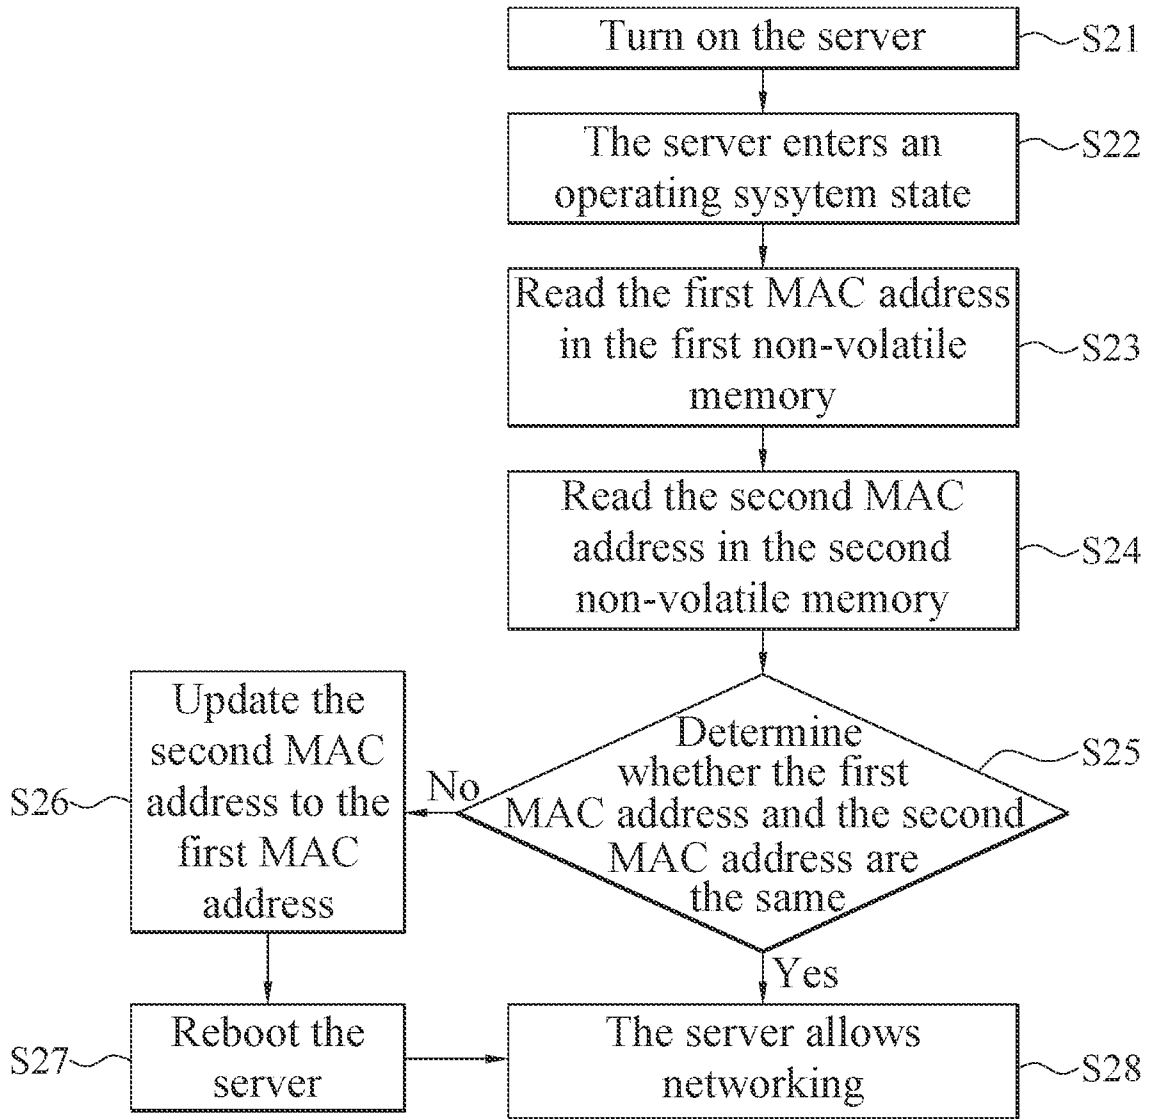 Turn on the server
S21
The server enters an
operating sysytem state
S22
Read the first MAC address
in the first non-volatile
memory
S23
Read the second MAC
address in the second
non-volatile memory
S24
Determine
whether the first
MAC address and the second
MAC address are
the same
S25
No
Update the
second MAC
address to the
first MAC
address
S26
Yes
Reboot the
server
S27
The server allows
networking
S28